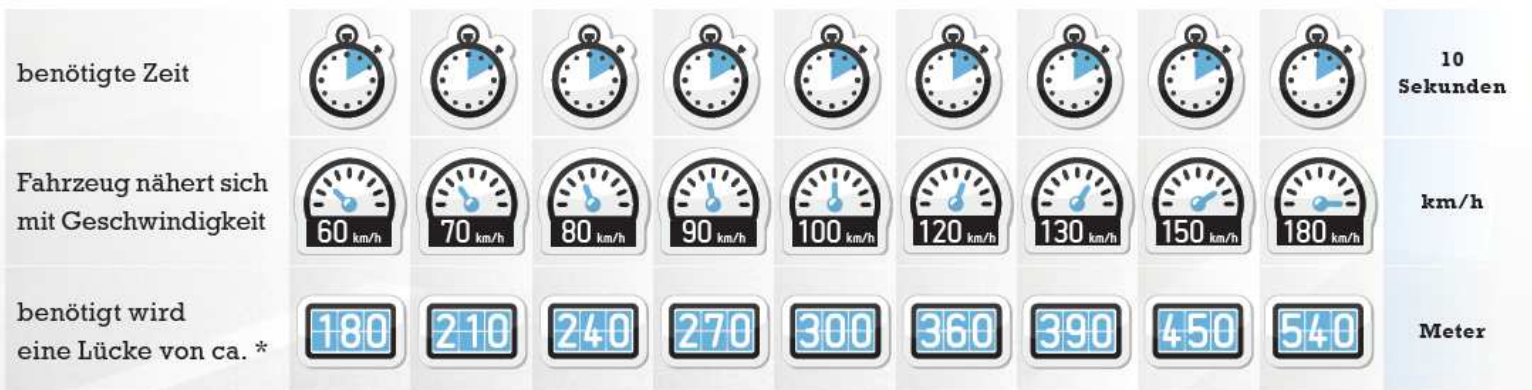 benötigte Zeit
10
Sekunden
Fahrzeug nähert sich
mit Geschwindigkeit
60 km/h
70 km/h
80 km/h
90 km/h
100 km/h
120 km/h
130 km/h
150 km/h
180 km/h
km/h
benötigt wird
eine Lücke von ca. *
180
210
240
270
300
360
390
450
540
Meter